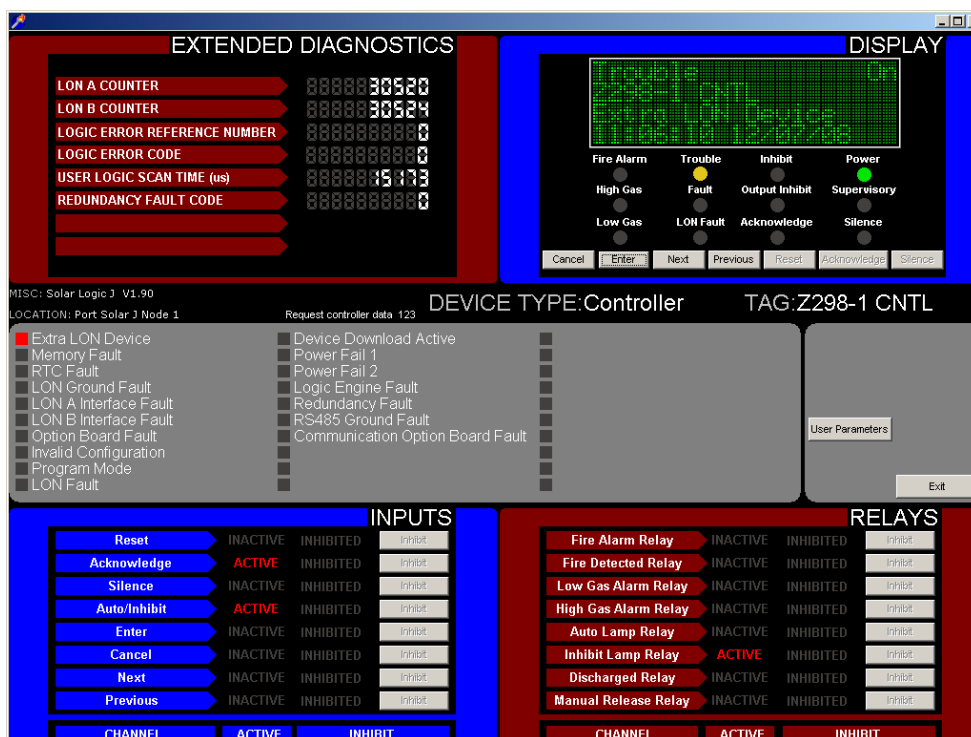 EXTENDED DIAGNOSTICS
LON A COUNTER 30520
LON B COUNTER 30524
LOGIC ERROR REFERENCE NUMBER 0
LOGIC ERROR CODE 0
USER LOGIC SCAN TIME (us) 15173
REDUNDANCY FAULT CODE 0
DISPLAY
Trouble On
Z298-1 CNTL
Extra LON Device
11:06:10 12/07/06
Fire Alarm Trouble Inhibit Power
High Gas Fault Output Inhibit Supervisory
Low Gas LON Fault Acknowledge Silence
Cancel Enter Next Previous Reset Acknowledge Silence
MISC: Solar Logic J V1.90
LOCATION: Port Solar J Node 1
Request controller data 123
DEVICE TYPE:Controller
TAG:Z298-1 CNTL
Extra LON Device
Memory Fault
RTC Fault
LON Ground Fault
LON A Interface Fault
LON B Interface Fault
Option Board Fault
Invalid Configuration
Program Mode
LON Fault
Device Download Active
Power Fail 1
Power Fail 2
Logic Engine Fault
Redundancy Fault
RS485 Ground Fault
Communication Option Board Fault
User Parameters
Exit
INPUTS
Reset INACTIVE INHIBITED Inhibit
Acknowledge ACTIVE INHIBITED Inhibit
Silence INACTIVE INHIBITED Inhibit
Auto/Inhibit ACTIVE INHIBITED Inhibit
Enter INACTIVE INHIBITED Inhibit
Cancel INACTIVE INHIBITED Inhibit
Next INACTIVE INHIBITED Inhibit
Previous INACTIVE INHIBITED Inhibit
CHANNEL ACTIVE INHIBIT
RELAYS
Fire Alarm Relay INACTIVE INHIBITED Inhibit
Fire Detected Relay INACTIVE INHIBITED Inhibit
Low Gas Alarm Relay INACTIVE INHIBITED Inhibit
High Gas Alarm Relay INACTIVE INHIBITED Inhibit
Auto Lamp Relay INACTIVE INHIBITED Inhibit
Inhibit Lamp Relay ACTIVE INHIBITED Inhibit
Discharged Relay INACTIVE INHIBITED Inhibit
Manual Release Relay INACTIVE INHIBITED Inhibit
CHANNEL ACTIVE INHIBIT